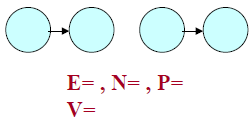 E= , N= , P=
V=